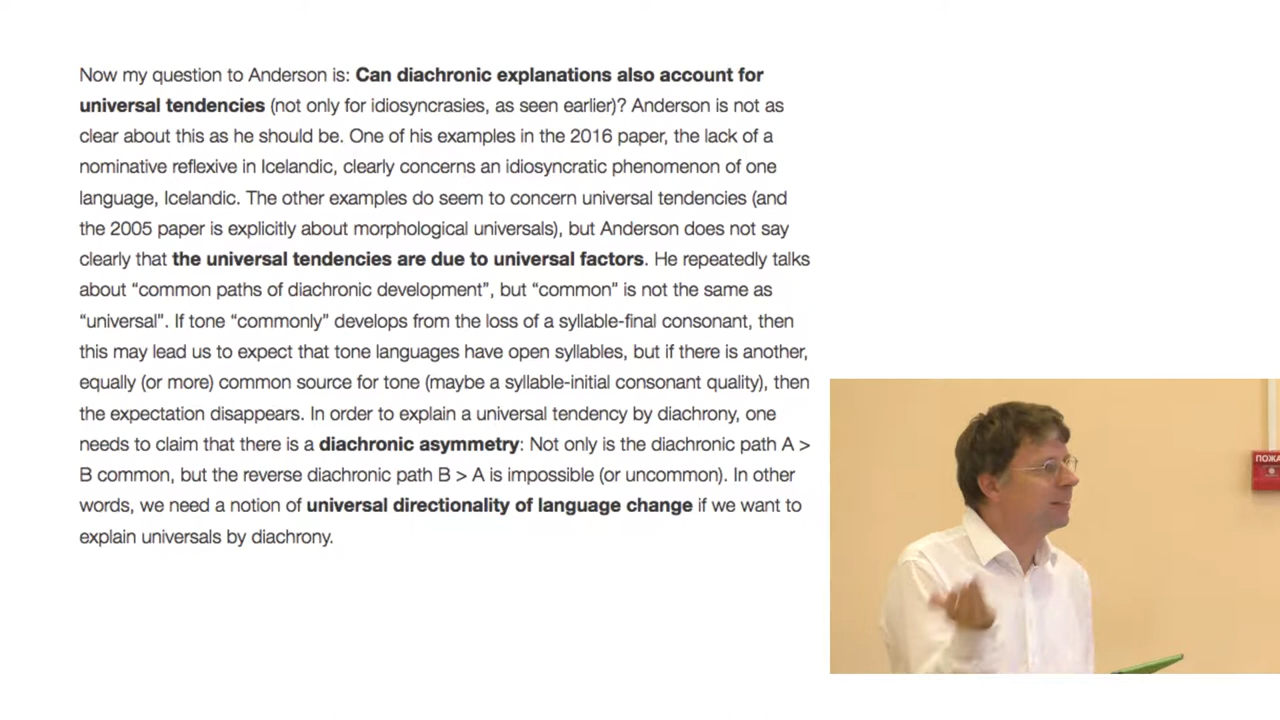 Now my question to Anderson is: Can diachronic explanations also account for
universal tendencies (not only for idiosyncrasies, as seen earlier)? Anderson is not as
clear about this as he should be. One of his examples in the 2016 paper, the lack of a
nominative reflexive in Icelandic, clearly concerns an idiosyncratic phenomenon of one
language, Icelandic. The other examples do seem to concern universal tendencies (and
the 2005 paper is explicitly about morphological universals), but Anderson does not say
clearly that the universal tendencies are due to universal factors. He repeatedly talks
about “common paths of diachronic development”, but “common” is not the same as
“universal”. If tone “commonly” develops from the loss of a syllable-final consonant, then
this may lead us to expect that tone languages have open syllables, but if there is another,
equally (or more) common source for tone (maybe a syllable-initial consonant quality), then
the expectation disappears. In order to explain a universal tendency by diachrony, one
needs to claim that there is a diachronic asymmetry: Not only is the diachronic path A >
B common, but the reverse diachronic path B > A is impossible (or uncommon). In other
words, we need a notion of universal directionality of language change if we want to
explain universals by diachrony.
ПОЖА